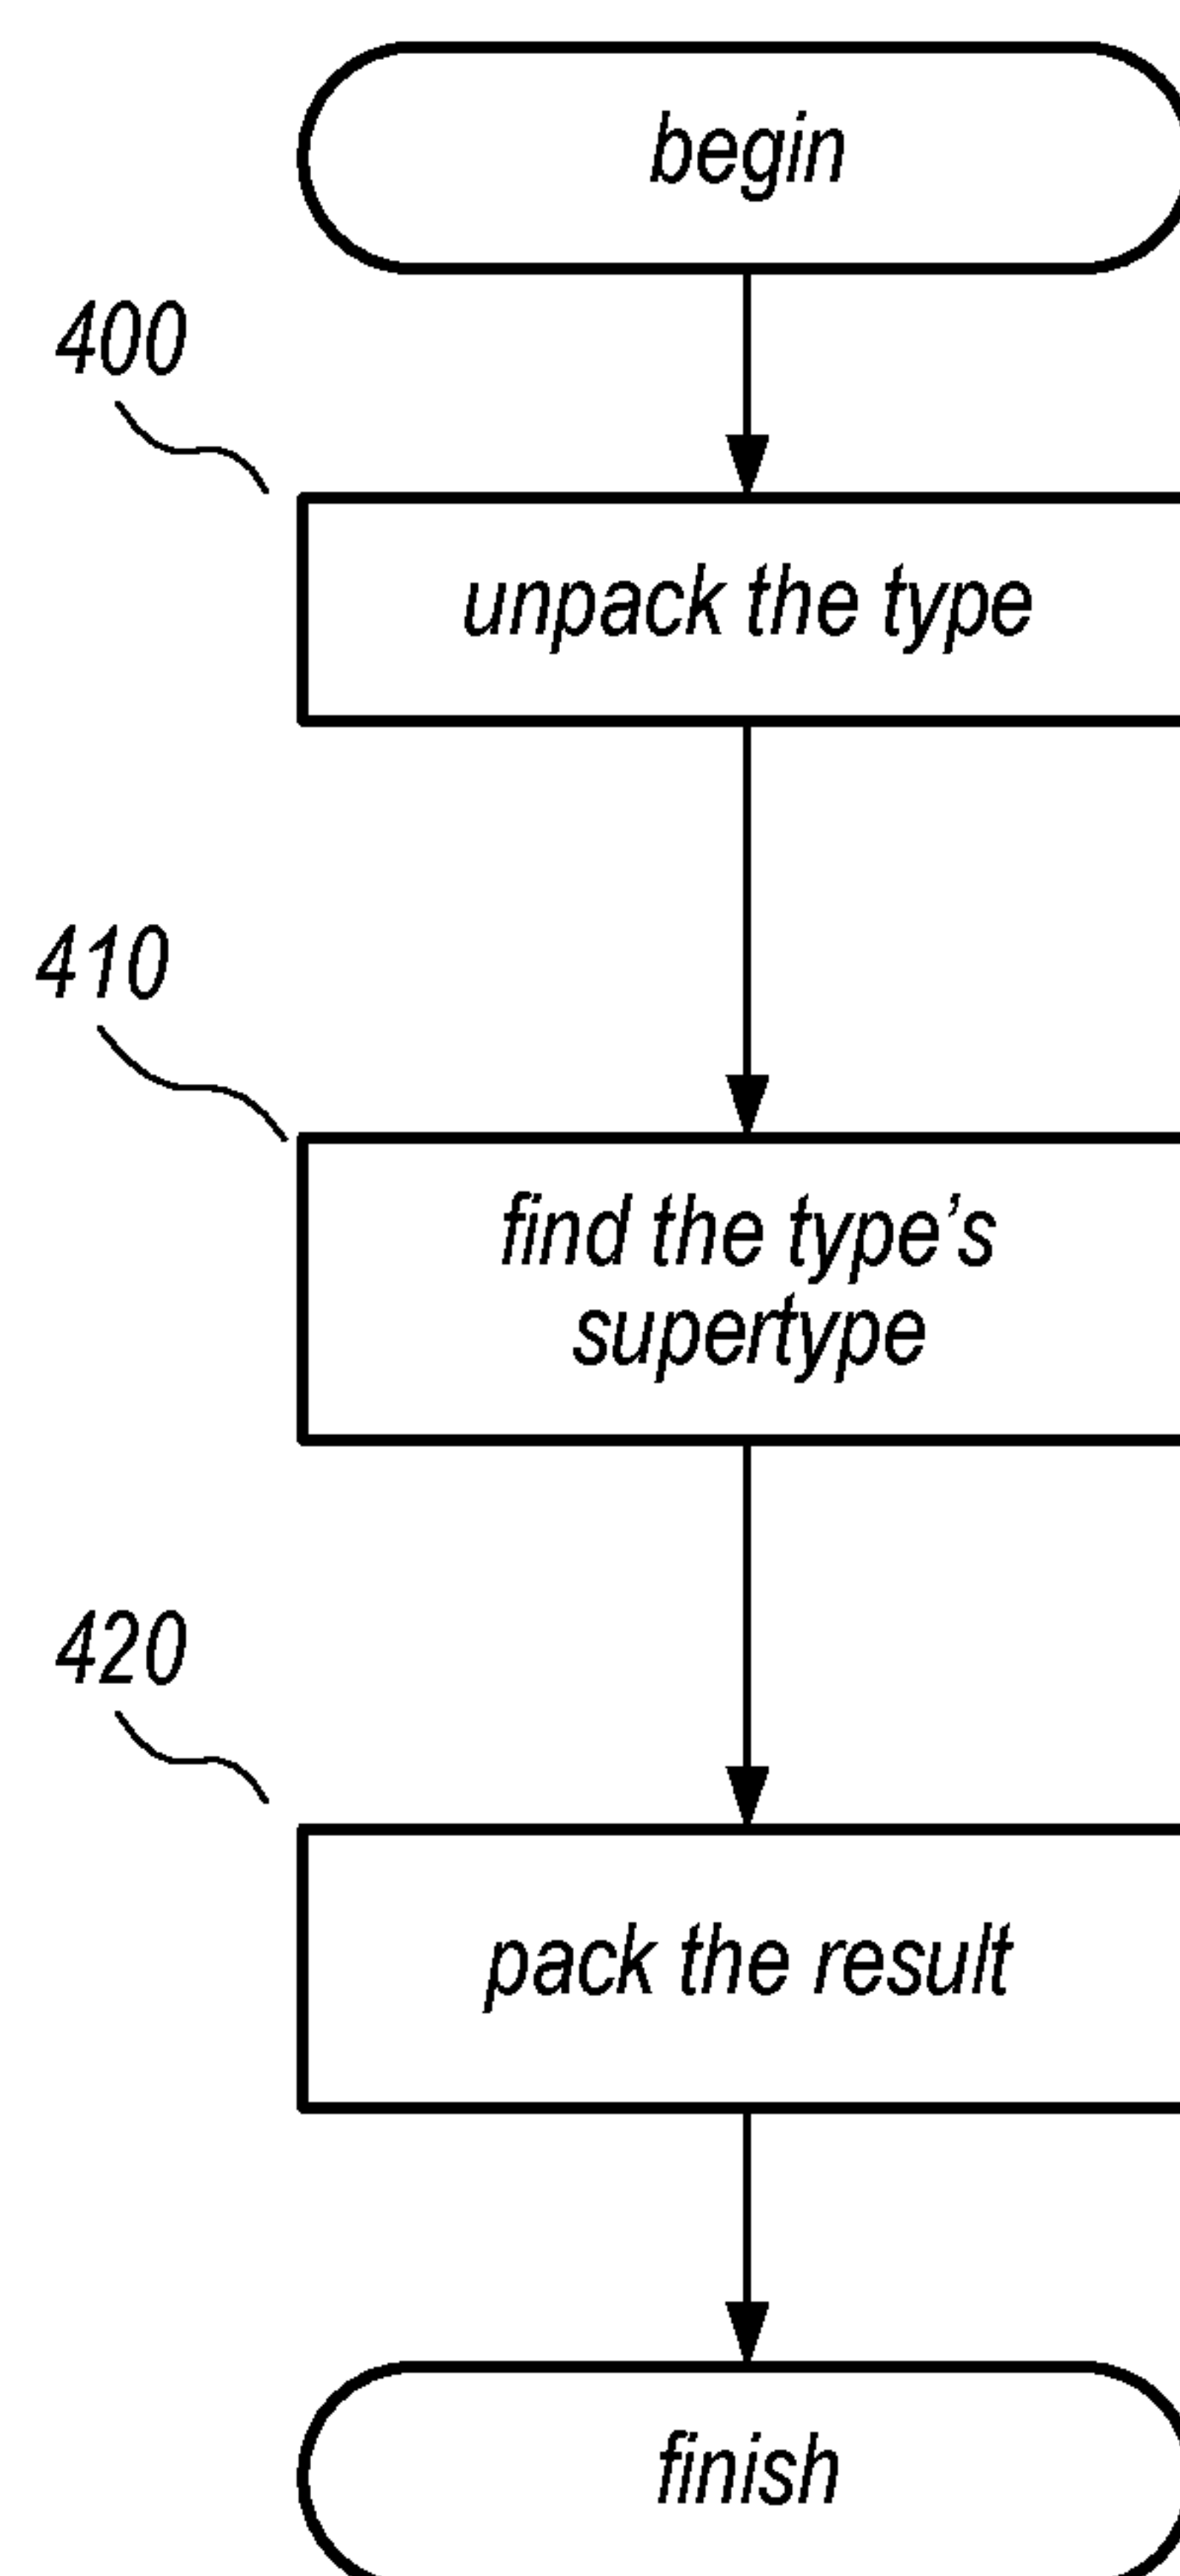 begin
400
unpack the type
410
find the type's
supertype
420
pack the result
finish